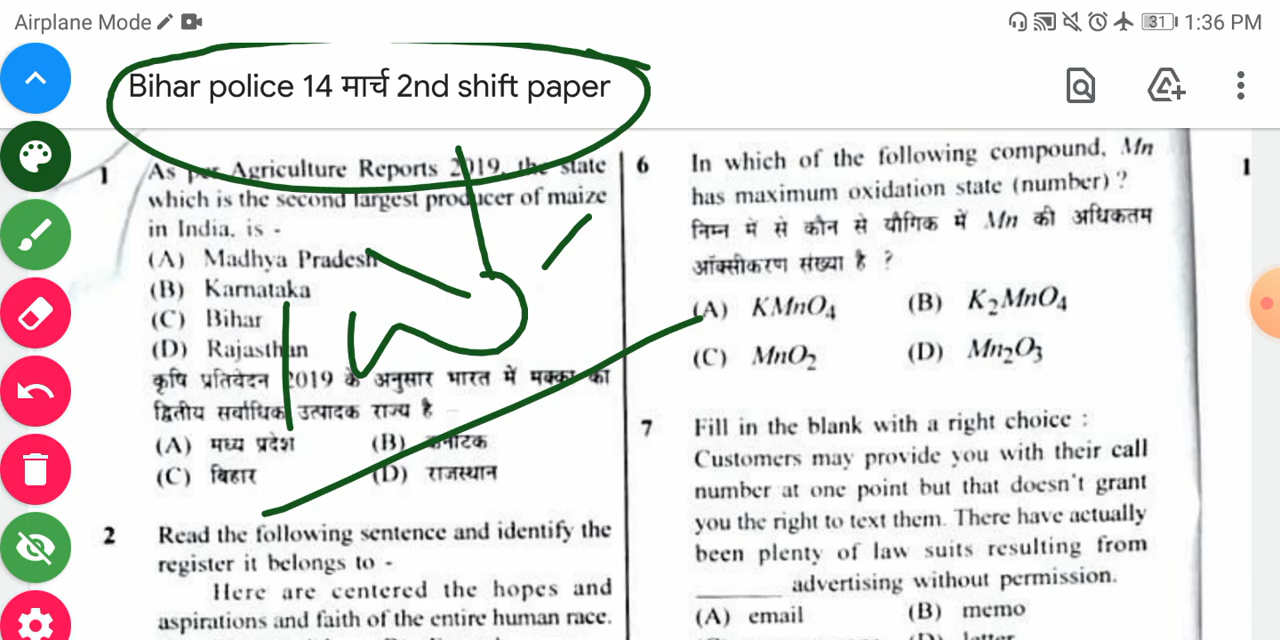 Airplane Mode
31 1:36 PM
Bihar police 14 मार्च 2nd shift paper
1 As per Agriculture Reports 2019, the state
which is the second largest producer of maize
in India, is -
(A) Madhya Pradesh
(B) Karnataka
(C) Bihar
(D) Rajasthan
कृषि प्रतिवेदन 2019 के अनुसार भारत में मक्का का
द्वितीय सर्वाधिक उत्पादक राज्य है
(A) मध्य प्रदेश (B) कर्नाटक
(C) बिहार (D) राजस्थान
2 Read the following sentence and identify the
register it belongs to -
Here are centered the hopes and
aspirations and faith of the entire human race.
6 In which of the following compound, Mn
has maximum oxidation state (number) ?
निम्न में से कौन से यौगिक में Mn की अधिकतम
ऑक्सीकरण संख्या है ?
(A) KMnO4 (B) K2MnO4
(C) MnO2 (D) Mn2O3
7 Fill in the blank with a right choice :
Customers may provide you with their call
number at one point but that doesn't grant
you the right to text them. There have actually
been plenty of law suits resulting from
______ advertising without permission.
(A) email (B) memo
(D) letter
1